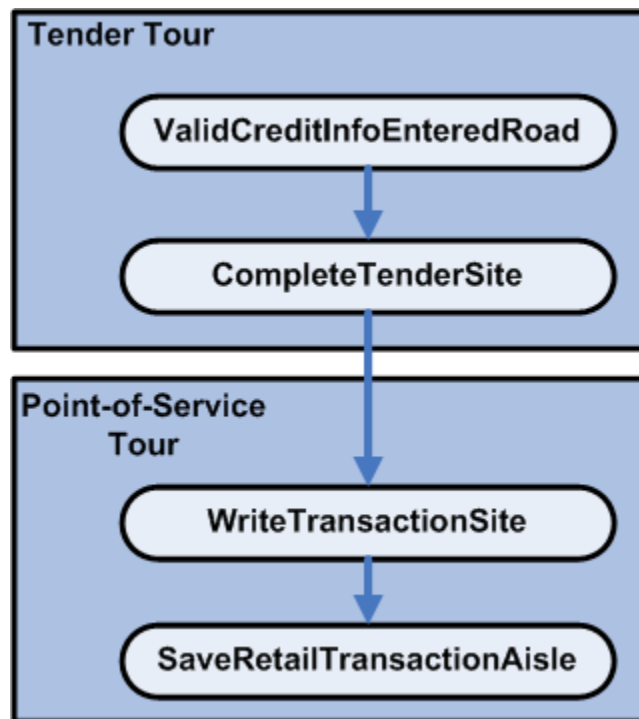 Tender Tour
ValidCreditInfoEnteredRoad
CompleteTenderSite
Point-of-Service
Tour
WriteTransactionSite
SaveRetailTransactionAisle